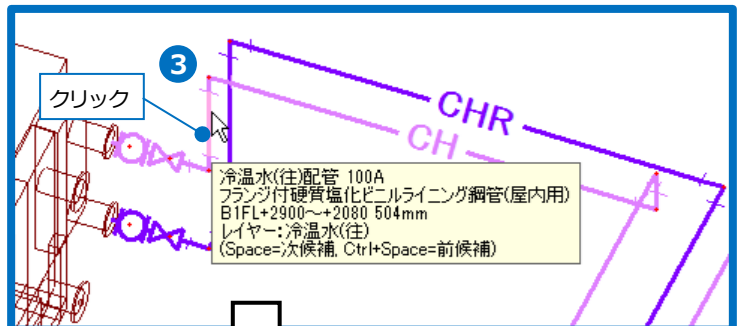 3
クリック
CHR
CH
冷温水(往)配管 100A
フランジ付硬質塩化ビニルライニング鋼管(屋内用)
B1FL+2900～+2080 504mm
レイヤー:冷温水(往)
(Space=次候補, Ctrl+Space=前候補)